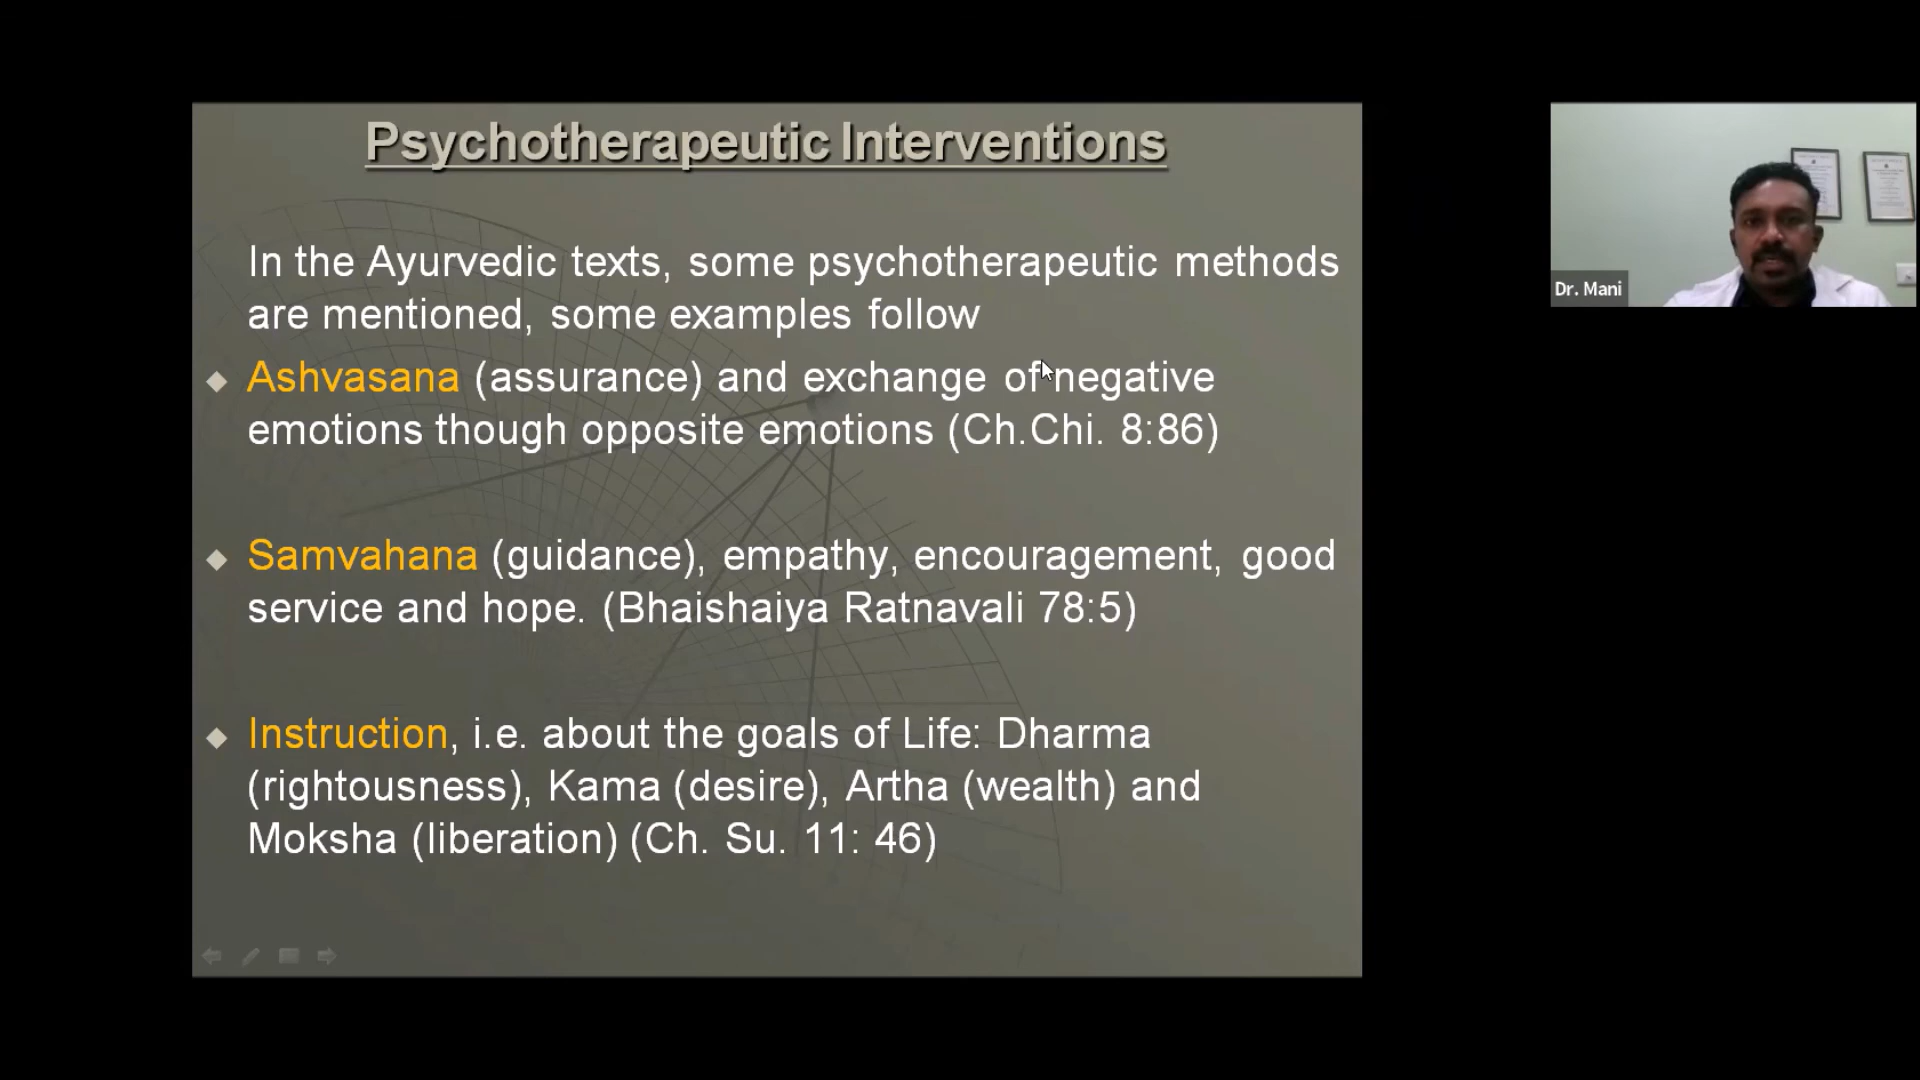 Psychotherapeutic Interventions
In the Ayurvedic texts, some psychotherapeutic methods
are mentioned, some examples follow
Ashvasana (assurance) and exchange of negative
emotions though opposite emotions (Ch.Chi. 8:86)
Samvahana (guidance), empathy, encouragement, good
service and hope. (Bhaishaiya Ratnavali 78:5)
Instruction, i.e. about the goals of Life: Dharma
(rightousness), Kama (desire), Artha (wealth) and
Moksha (liberation) (Ch. Su. 11: 46)
Dr. Mani